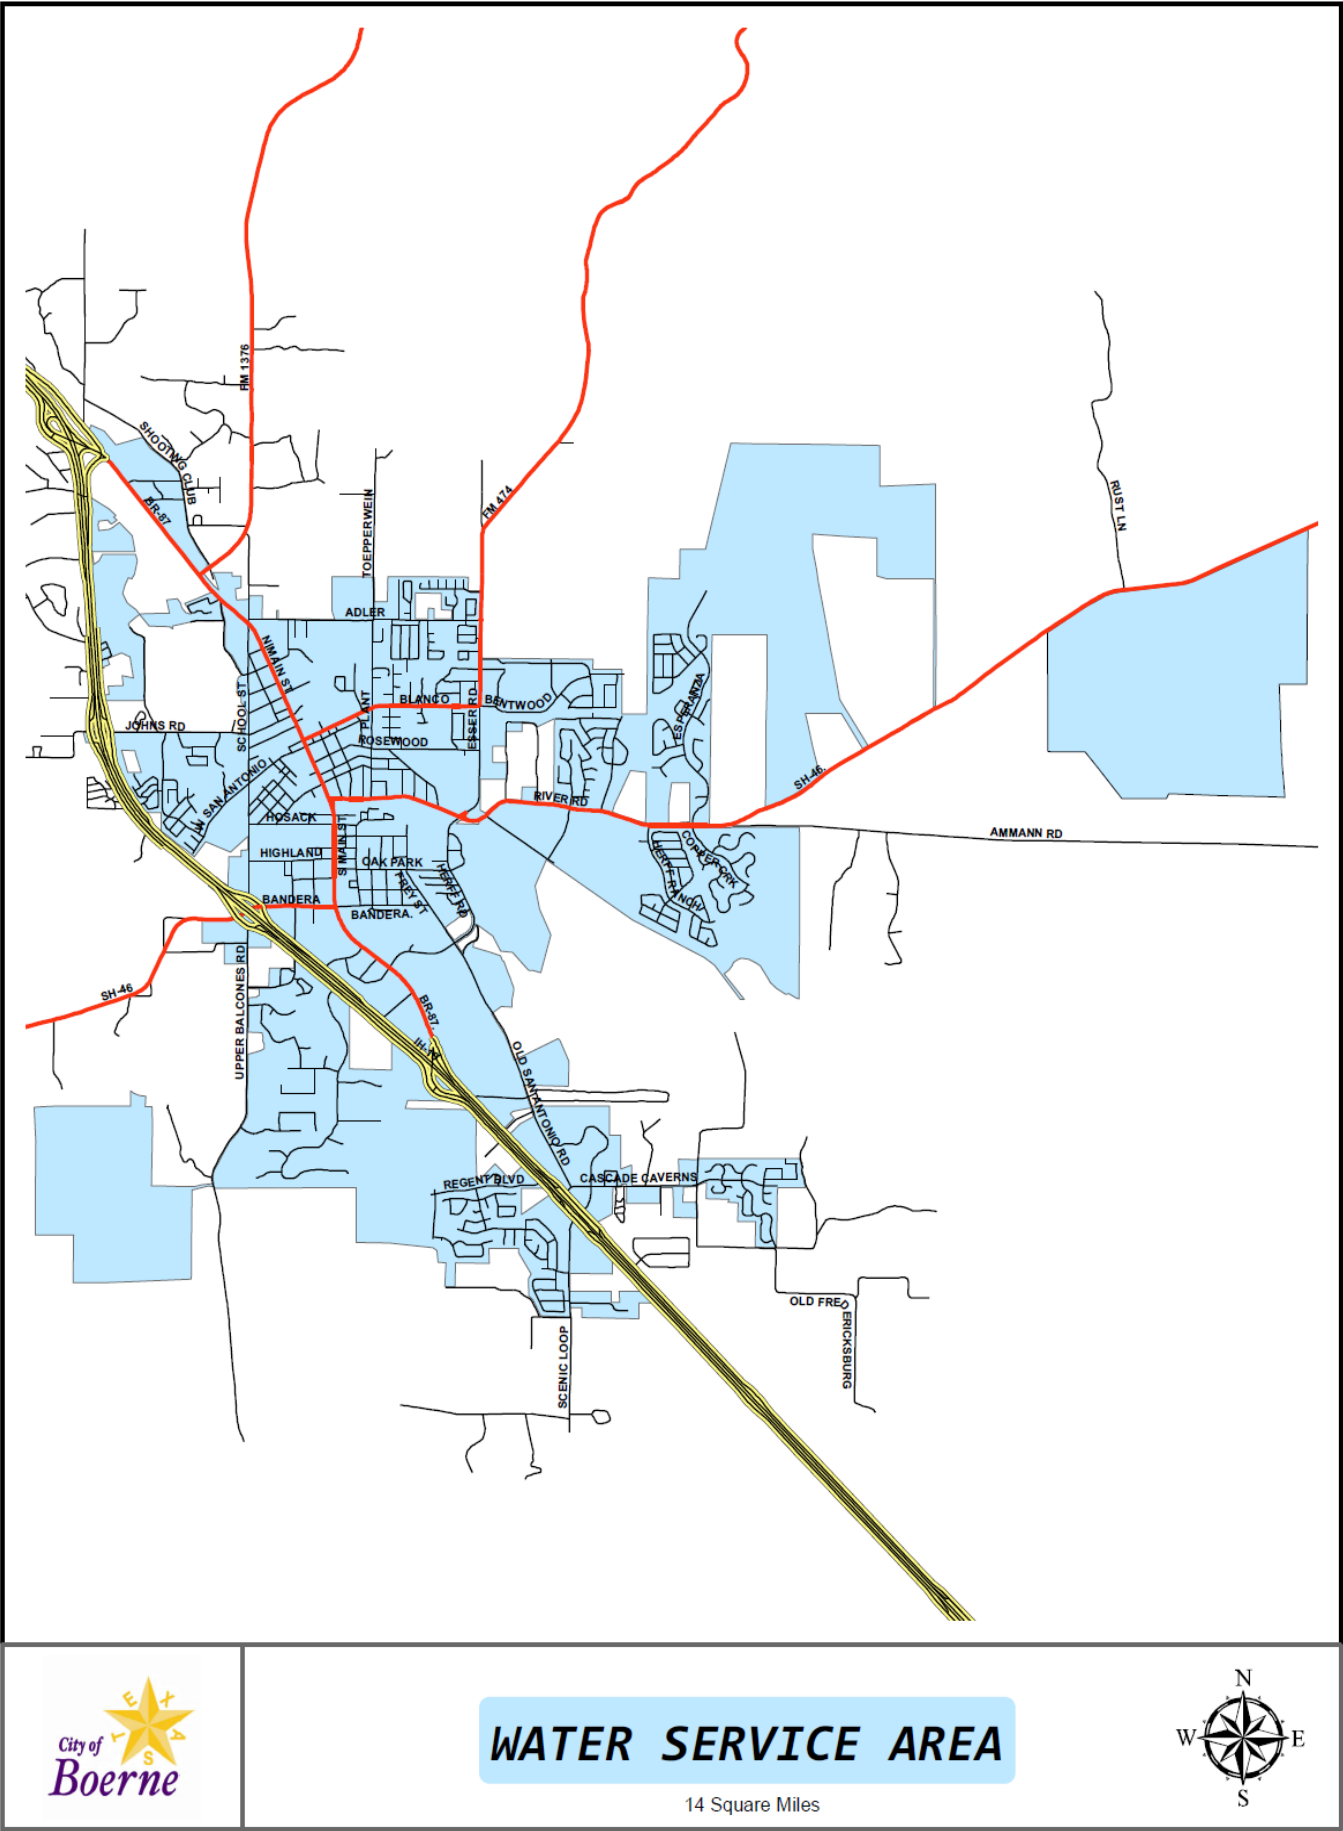 FM 1376
SHOOTING CLUB
BR-87
TOEPPERWEIN
FM 474
RUST LN
ADLER
N MAIN ST
SCHOOL ST
PLANT
BLANCO
ESSER RD
BENTWOOD
ESPERANZA
JOHNS RD
ROSEWOOD
W SAN ANTONIO
SH-46.
RIVER RD
HOSACK
AMMANN RD
HIGHLAND
S MAIN ST
OAK PARK
FREY ST
HERFF RD
HERFF RANCH
COPPER CRK
BANDERA
BANDERA.
SH-46
UPPER BALCONES RD
BR-87.
IH-10
OLD SAN ANTONIO RD
REGENT BLVD
CASCADE CAVERNS
OLD FREDERICKSBURG
SCENIC LOOP
TEXAS
City of
Boerne
WATER SERVICE AREA
14 Square Miles
N
W
E
S